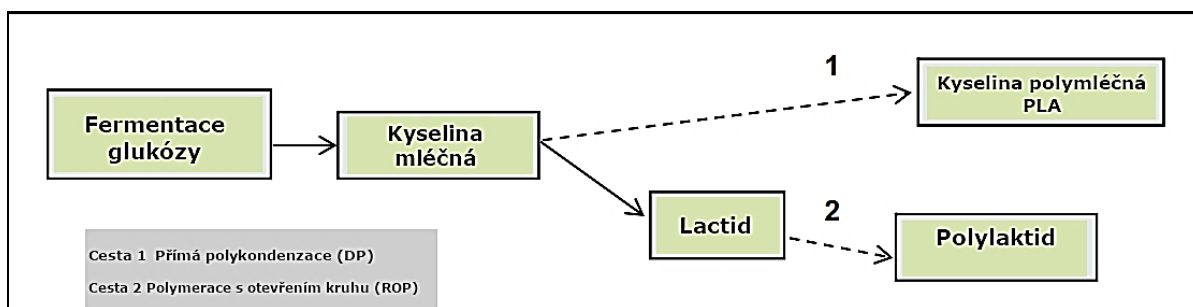 Fermentace
glukózy
Kyselina
mléčná
1
Kyselina polymléčná
PLA
Lactid
2
Polylaktid
Cesta 1 Přímá polykondenzace (DP)
Cesta 2 Polymerace s otevřením kruhu (ROP)